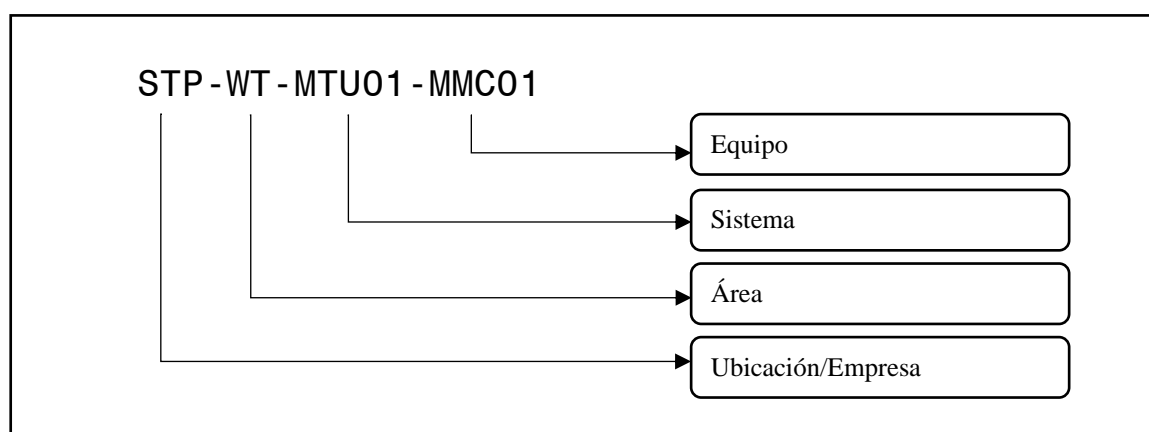 STP-WT-MTU01-MMC01
Equipo
Sistema
Área
Ubicación/Empresa